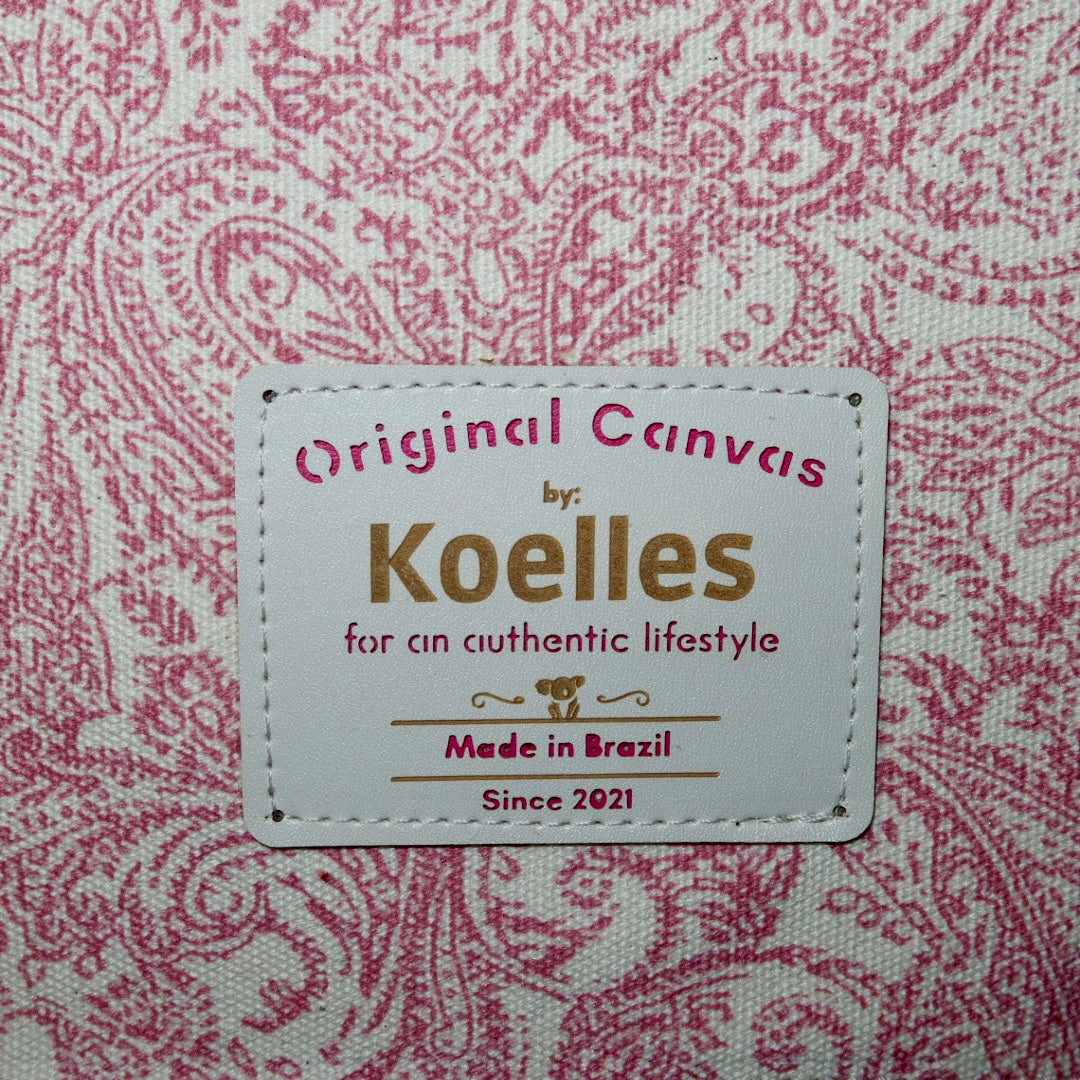 Original Canvas
by:
Koelles
for an authentic lifestyle
Made in Brazil
Since 2021